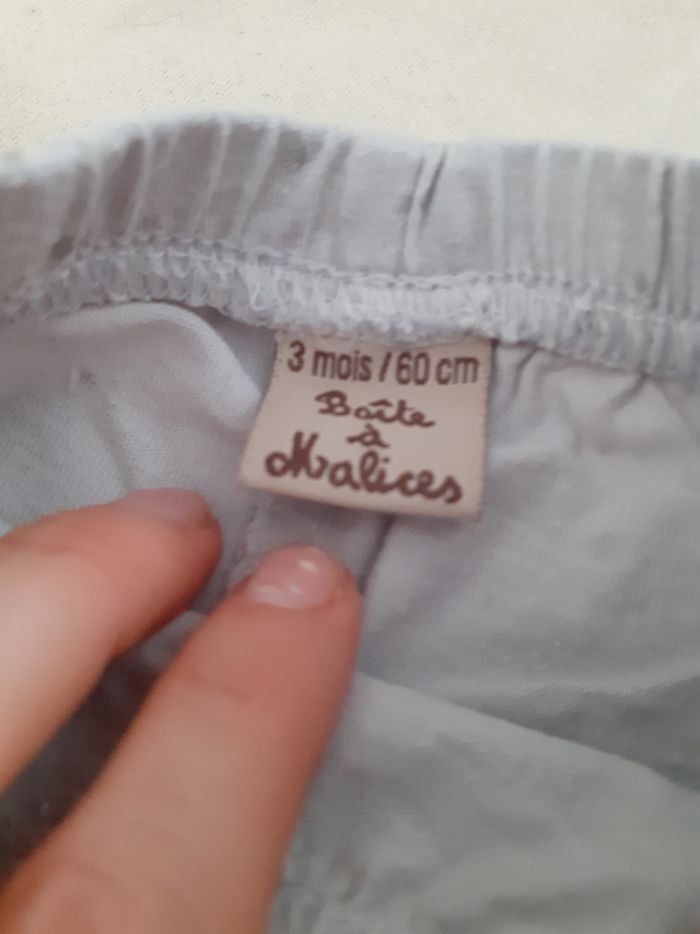 3 mois / 60 cm
Boîte
à
Malices